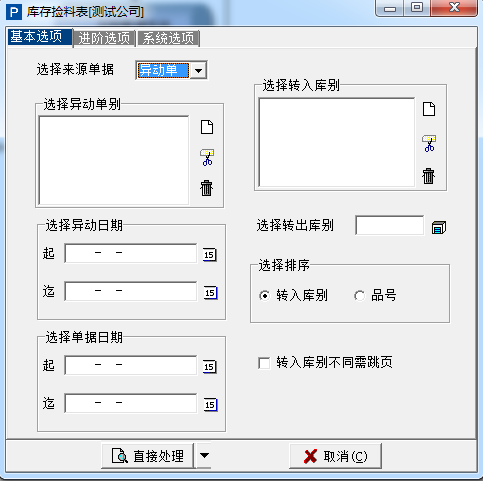 库存捡料表[测试公司]
基本选项 进阶选项 系统选项
选择来源单据 异动单
选择异动单别
选择转入库别
选择异动日期
起 - -
15
迄 - -
15
选择转出库别
选择排序
转入库别 品号
选择单据日期
起 - -
15
迄 - -
15
转入库别不同需跳页
直接处理
取消(C)